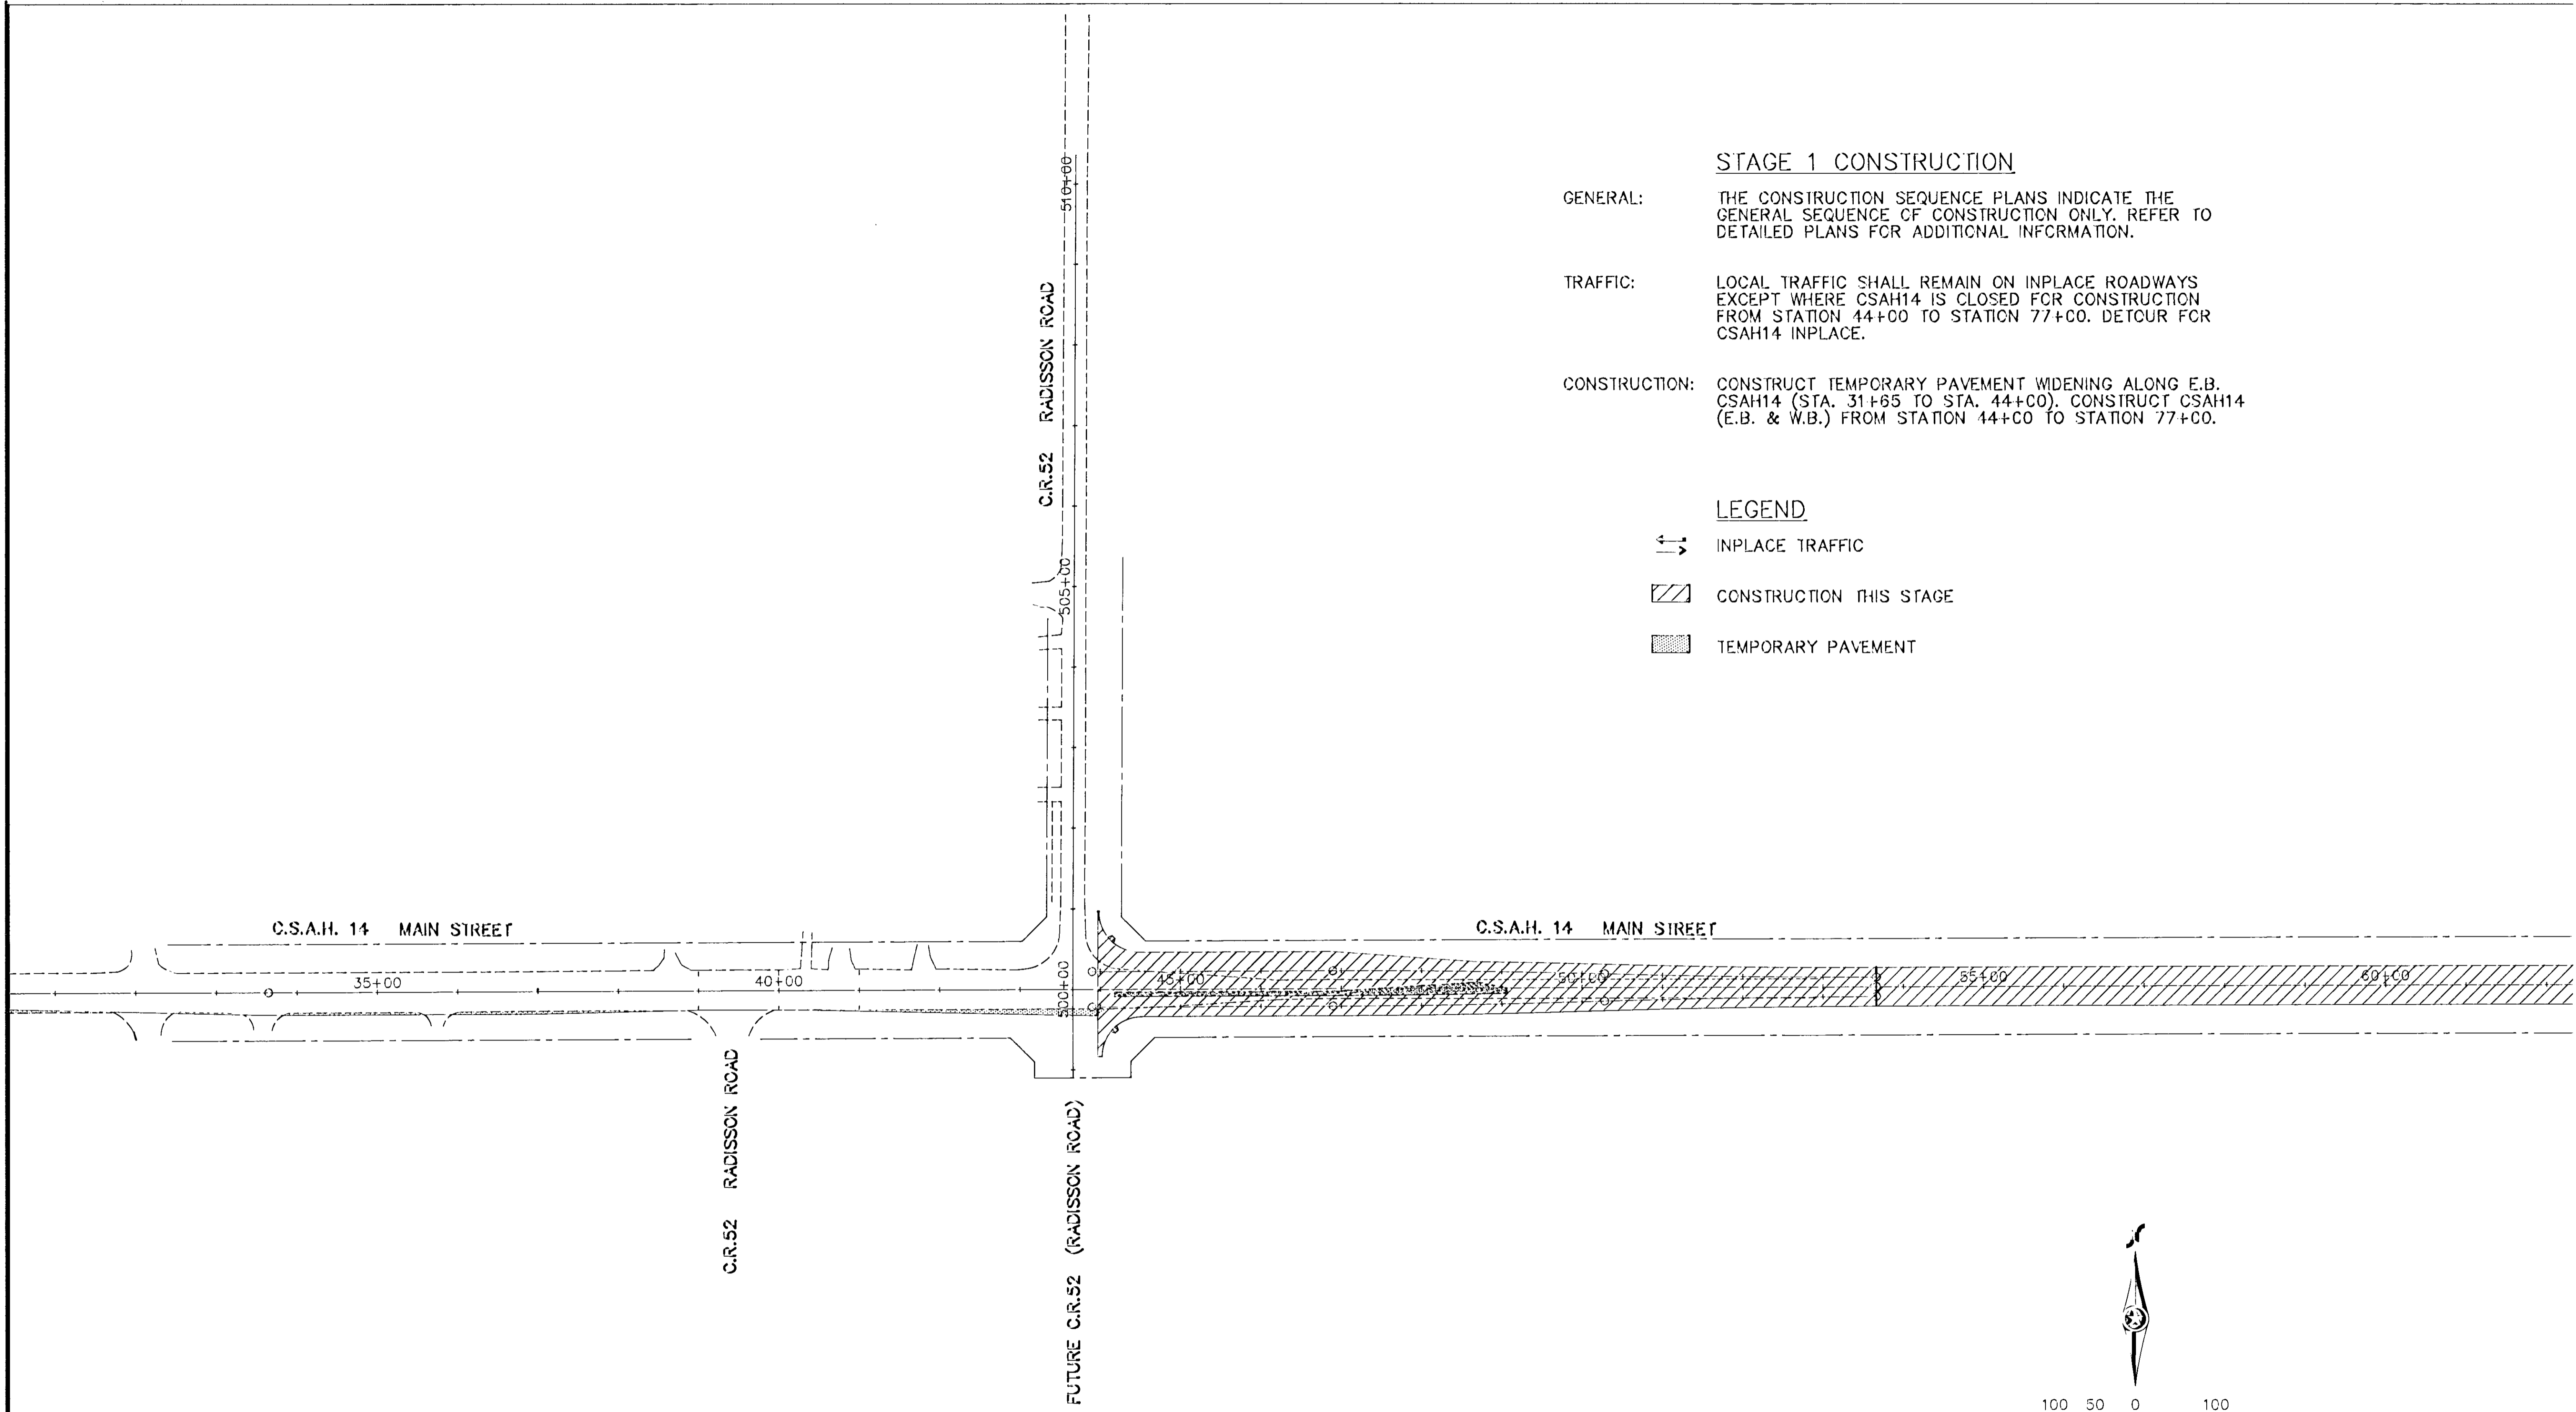 STAGE 1 CONSTRUCTION
GENERAL: THE CONSTRUCTION SEQUENCE PLANS INDICATE THE
GENERAL SEQUENCE OF CONSTRUCTION ONLY. REFER TO
DETAILED PLANS FOR ADDITIONAL INFORMATION.
TRAFFIC: LOCAL TRAFFIC SHALL REMAIN ON INPLACE ROADWAYS
EXCEPT WHERE CSAH14 IS CLOSED FOR CONSTRUCTION
FROM STATION 44+00 TO STATION 77+00. DETOUR FOR
CSAH14 INPLACE.
CONSTRUCTION: CONSTRUCT TEMPORARY PAVEMENT WIDENING ALONG E.B.
CSAH14 (STA. 31+65 TO STA. 44+00). CONSTRUCT CSAH14
(E.B. & W.B.) FROM STATION 44+00 TO STATION 77+00.
LEGEND
INPLACE TRAFFIC
CONSTRUCTION THIS STAGE
TEMPORARY PAVEMENT
510+00
C.R.52 RADISSON ROAD
505+00
C.S.A.H. 14 MAIN STREET
C.S.A.H. 14 MAIN STREET
35+00
40+00
500+00
45+00
50+00
55+00
60+00
C.R.52 RADISSON ROAD
FUTURE C.R.52 (RADISSON ROAD)
N
100 50 0 100